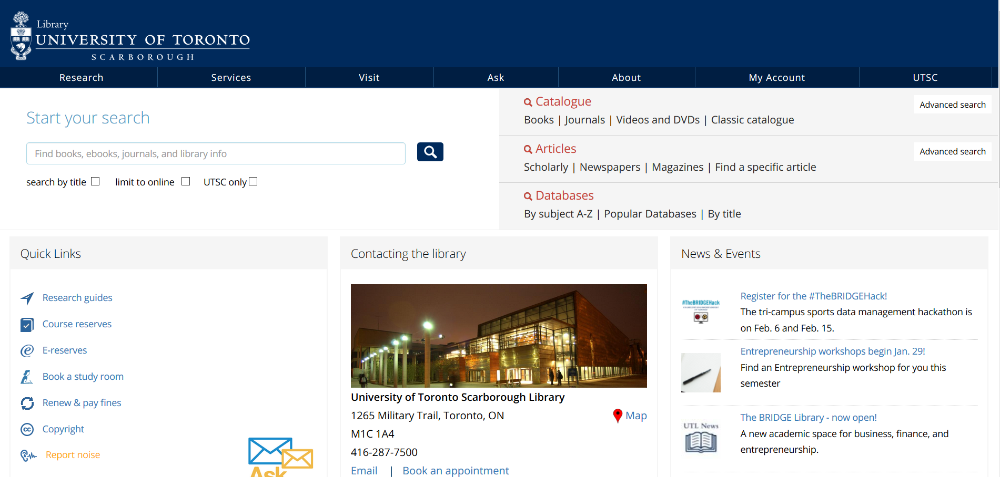 Library
UNIVERSITY OF TORONTO
SCARBOROUGH
Research
Services
Visit
Ask
About
My Account
UTSC
Start your search
Find books, ebooks, journals, and library info
search by title
limit to online
UTSC only
Catalogue
Advanced search
Books | Journals | Videos and DVDs | Classic catalogue
Articles
Advanced search
Scholarly | Newspapers | Magazines | Find a specific article
Databases
By subject A-Z | Popular Databases | By title
Quick Links
Research guides
Course reserves
E-reserves
Book a study room
Renew & pay fines
Copyright
Report noise
Ask
Contacting the library
University of Toronto Scarborough Library
1265 Military Trail, Toronto, ON
Map
M1C 1A4
416-287-7500
Email | Book an appointment
News & Events
#TheBRIDGEHack
Register for the #TheBRIDGEHack!
The tri-campus sports data management hackathon is
on Feb. 6 and Feb. 15.
Entrepreneurship workshops begin Jan. 29!
Find an Entrepreneurship workshop for you this
semester
UTL News
The BRIDGE Library - now open!
A new academic space for business, finance, and
entrepreneurship.